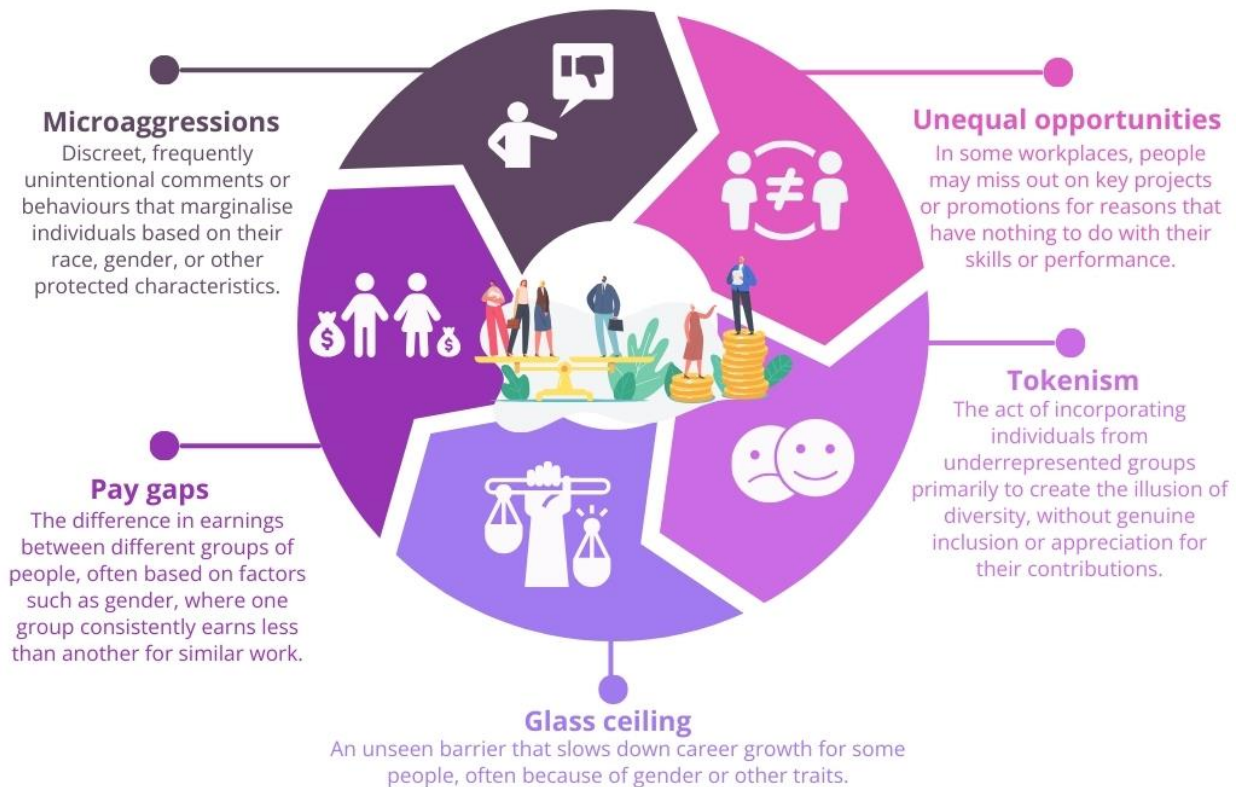 Microaggressions
Discreet, frequently
unintentional comments or
behaviours that marginalise
individuals based on their
race, gender, or other
protected characteristics.
Unequal opportunities
In some workplaces, people
may miss out on key projects
or promotions for reasons that
have nothing to do with their
skills or performance.
Tokenism
The act of incorporating
individuals from
underrepresented groups
primarily to create the illusion of
diversity, without genuine
inclusion or appreciation for
their contributions.
Pay gaps
The difference in earnings
between different groups of
people, often based on factors
such as gender, where one
group consistently earns less
than another for similar work.
Glass ceiling
An unseen barrier that slows down career growth for some
people, often because of gender or other traits.
$
$